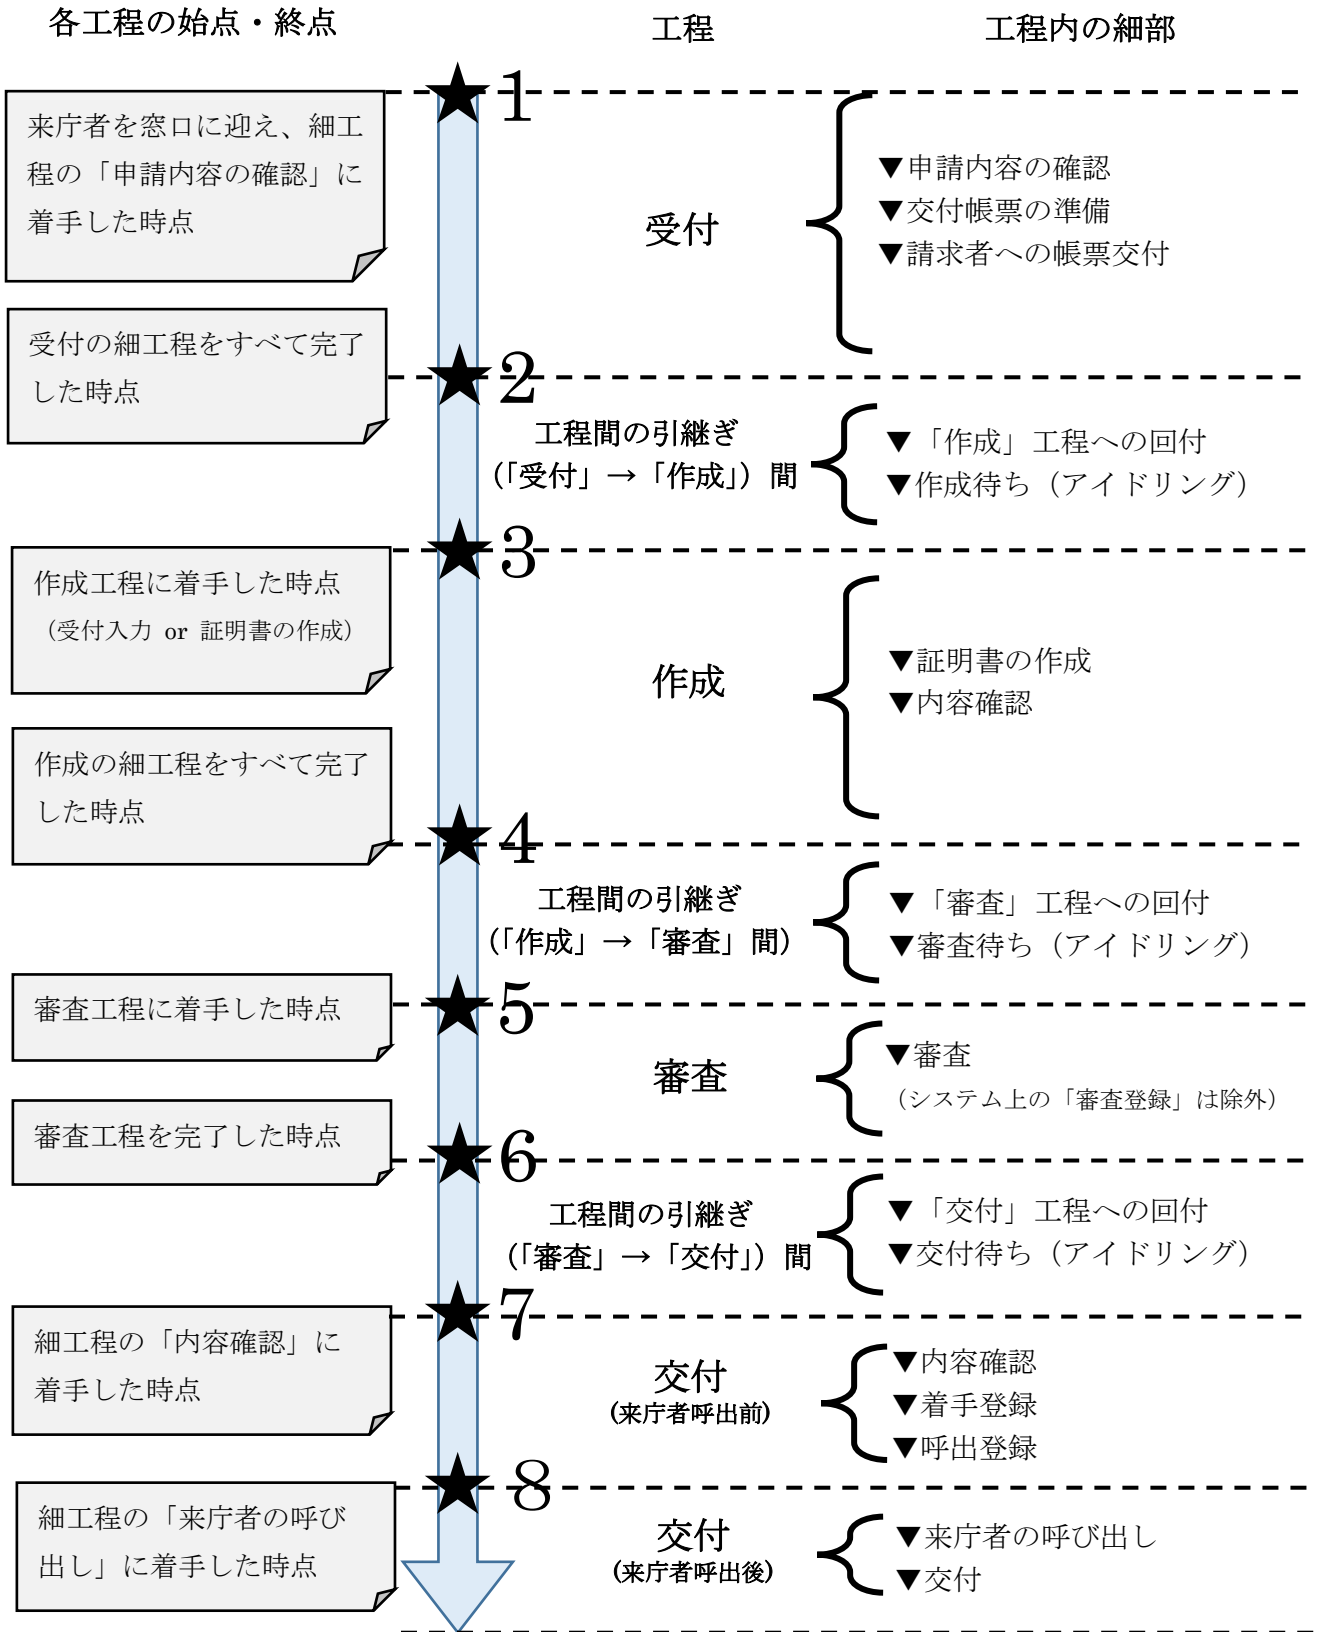 各工程の始点・終点
工程
工程内の細部
1
来庁者を窓口に迎え、細工
程の「申請内容の確認」に
着手した時点
受付
▼申請内容の確認
▼交付帳票の準備
▼請求者への帳票交付
受付の細工程をすべて完了
した時点
2
工程間の引継ぎ
(「受付」→「作成」）間
▼「作成」工程への回付
▼作成待ち（アイドリング）
3
作成工程に着手した時点
（受付入力 or 証明書の作成）
作成
▼証明書の作成
▼内容確認
作成の細工程をすべて完了
した時点
4
工程間の引継ぎ
(「作成」→「審査」間）
▼「審査」工程への回付
▼審査待ち（アイドリング）
5
審査工程に着手した時点
審査
▼審査
（システム上の「審査登録」は除外）
審査工程を完了した時点
6
工程間の引継ぎ
(「審査」→「交付」）間
▼「交付」工程への回付
▼交付待ち（アイドリング）
7
細工程の「内容確認」に
着手した時点
交付
(来庁者呼出前)
▼内容確認
▼着手登録
▼呼出登録
8
細工程の「来庁者の呼び
出し」に着手した時点
交付
(来庁者呼出後)
▼来庁者の呼び出し
▼交付